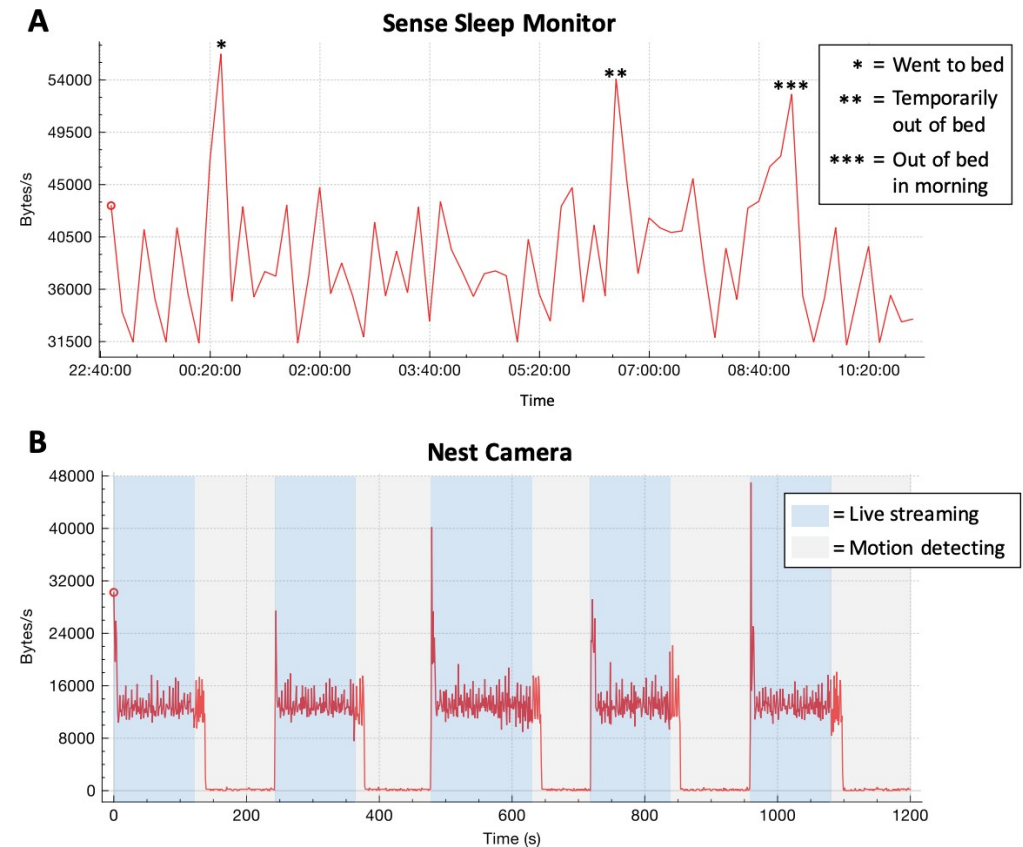 A
Sense Sleep Monitor
* = Went to bed
** = Temporarily
out of bed
*** = Out of bed
in morning
*
**
***
54000
49500
45000
40500
36000
31500
Bytes/s
22:40:00 00:20:00 02:00:00 03:40:00 05:20:00 07:00:00 08:40:00 10:20:00
Time
B
Nest Camera
= Live streaming
= Motion detecting
48000
40000
32000
24000
16000
8000
0
Bytes/s
0 200 400 600 800 1000 1200
Time (s)